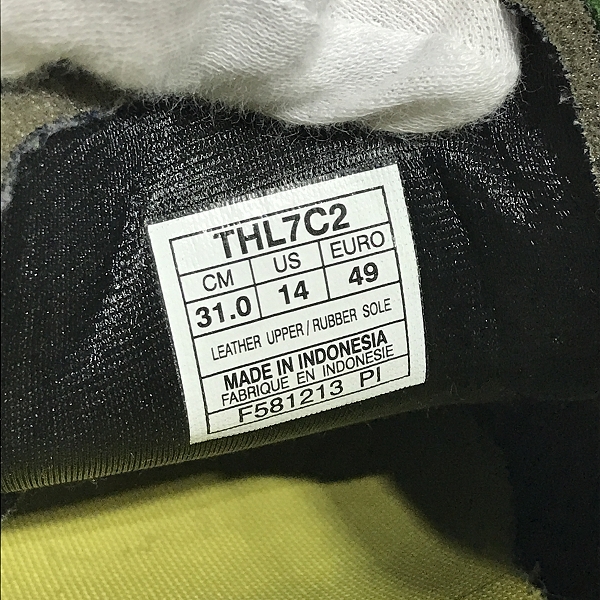 THL7C2
CM US EURO
31.0 14 49
LEATHER UPPER / RUBBER SOLE
MADE IN INDONESIA
FABRIQUE EN INDONESIE
F581213 PI